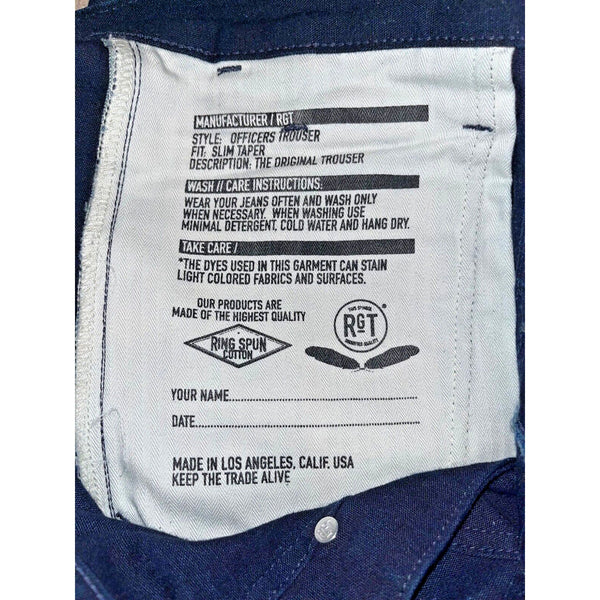 MANUFACTURER / RGT
STYLE: OFFICERS TROUSER
FIT: SLIM TAPER
DESCRIPTION: THE ORIGINAL TROUSER
WASH // CARE INSTRUCTIONS:
WEAR YOUR JEANS OFTEN AND WASH ONLY
WHEN NECESSARY. WHEN WASHING USE
MINIMAL DETERGENT, COLD WATER AND HANG DRY.
TAKE CARE /
*THE DYES USED IN THIS GARMENT CAN STAIN
LIGHT COLORED FABRICS AND SURFACES.
OUR PRODUCTS ARE
MADE OF THE HIGHEST QUALITY
RING SPUN
COTTON
RGT
YOUR NAME
DATE
MADE IN LOS ANGELES, CALIF. USA
KEEP THE TRADE ALIVE